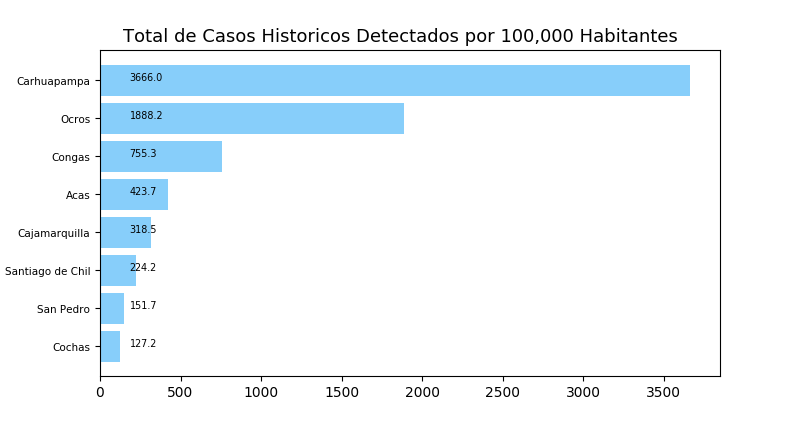 Total de Casos Historicos Detectados por 100,000 Habitantes
Carhuapampa 3666.0
Ocros 1888.2
Congas 755.3
Acas 423.7
Cajamarquilla 318.5
Santiago de Chil 224.2
San Pedro 151.7
Cochas 127.2
0 500 1000 1500 2000 2500 3000 3500